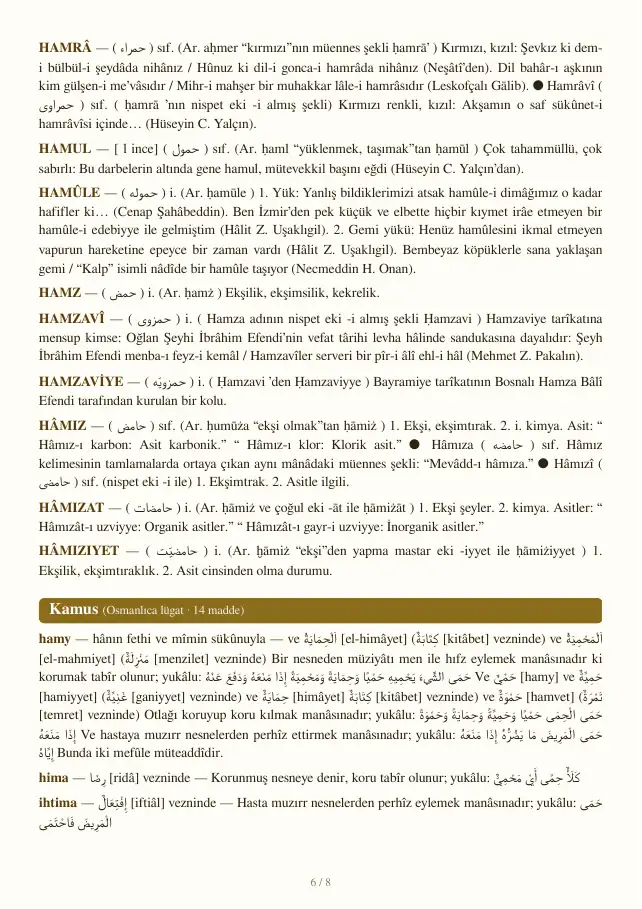 HAMRÂ — ( حمراء ) sıf. (Ar. aḥmer “kırmızı”nın müennes şekli ḥamrā’ ) Kırmızı, kızıl: Şevkız ki dem-
i bülbül-i şeydâda nihânız / Hûnuz ki dil-i gonca-i hamrâda nihânız (Neşâtî’den). Dil bahâr-ı aşkının
kim gülşen-i me’vâsıdır / Mihr-i mahşer bir muhakkar lâle-i hamrâsıdır (Leskofçalı Gālib). ● Hamrâvî (
حمراوى ) sıf. ( ḥamrā ’nın nispet eki -і almış şekli) Kırmızı renkli, kızıl: Akşamın o saf sükûnet-i
hamrâvîsi içinde… (Hüseyin C. Yalçın).
HAMUL — [ l ince] ( حمول ) sıf. (Ar. ḥaml “yüklenmek, taşımak”tan ḥamūl ) Çok tahammüllü, çok
sabırlı: Bu darbelerin altında gene hamul, mütevekkil başını eğdi (Hüseyin C. Yalçın’dan).
HAMÛLE — ( حموله ) i. (Ar. ḥamūle ) 1. Yük: Yanlış bildiklerimizi atsak hamûle-i dimâğımız o kadar
hafifler ki… (Cenap Şahâbeddin). Ben İzmir’den pek küçük ve elbette hiçbir kıymet irâe etmeyen bir
hamûle-i edebiyye ile gelmiştim (Hâlit Z. Uşaklıgil). 2. Gemi yükü: Henüz hamûlesini ikmal etmeyen
vapurun hareketine epeyce bir zaman vardı (Hâlit Z. Uşaklıgil). Bembeyaz köpüklerle sana yaklaşan
gemi / “Kalp” isimli nâdîde bir hamûle taşıyor (Necmeddin H. Onan).
HAMZ — ( حمض ) i. (Ar. ḥamż ) Ekşilik, ekşimsilik, kekrelik.
HAMZAVÎ — ( حمزوى ) i. ( Hamza adının nispet eki -i almış şekli Ḥamzavi ) Hamzaviye tarîkatına
mensup kimse: Oğlan Şeyhi İbrâhim Efendi’nin vefat târihi levha hâlinde sandukasına dayalıdır: Şeyh
İbrâhim Efendi menba-ı feyz-i kemâl / Hamzavîler serveri bir pîr-i âlî ehl-i hâl (Mehmet Z. Pakalın).
HAMZAVİYE — ( حمزويّه ) i. ( Ḥamzavi ’den Ḥamzaviyye ) Bayramiye tarîkatının Bosnalı Hamza Bâlî
Efendi tarafından kurulan bir kolu.
HÂMIZ — ( حامض ) sıf. (Ar. ḥumūża “ekşi olmak”tan ḥāmiż ) 1. Ekşi, ekşimtırak. 2. i. kimya. Asit: “
Hâmız-ı karbon: Asit karbonik.” “ Hâmız-ı klor: Klorik asit.” ● Hâmıza ( حامضه ) sıf. Hâmız
kelimesinin tamlamalarda ortaya çıkan aynı mânâdaki müennes şekli: “Mevâdd-ı hâmıza.” ● Hâmızî (
حامضى ) sıf. (nispet eki -i ile) 1. Ekşimtrak. 2. Asitle ilgili.
HÂMIZAT — ( حامضات ) i. (Ar. ḥāmiż ve çoğul eki -āt ile ḥāmiżāt ) 1. Ekşi şeyler. 2. kimya. Asitler: “
Hâmızât-ı uzviyye: Organik asitler.” “ Hâmızât-ı gayr-i uzviyye: İnorganik asitler.”
HÂMIZIYET — ( حامضيّت ) i. (Ar. ḫāmiż “ekşi”den yapma mastar eki -iyyet ile ḥāmiżiyyet ) 1.
Ekşilik, ekşimtıraklık. 2. Asit cinsinden olma durumu.
Kamus (Osmanlıca lügat · 14 madde)
hamy — hânın fethi ve mîmin sükûnuyla — ve اَلْحِمَايَةُ [el-himâyet] (كِتَابَةٌ [kitâbet] vezninde) ve اَلْمَحْمِيَةُ
[el-mahmiyet] (مَنْزِلَةٌ [menzilet] vezninde) Bir nesneden müziyâtı men ile hıfz eylemek manâsınadır ki
korumak tabîr olunur; yukâlu: حَمَى الشَّيءَ يَحْمِيهِ حَمْيًا وَحِمَايَةً وَمَحْمِيَةً إِذَا مَنَعَهُ وَدَفَعَ عَنْهُ Ve حَمْيٌ [hamy] ve حَمِيَّةٌ
[hamiyyet] (غَنِيَّةٌ [ganiyyet] vezninde) ve حِمَايَةٌ [himâyet] (كِتَابَةٌ [kitâbet] vezninde) ve حَمْوَةٌ [hamvet] (تَمْرَةٌ
[temret] vezninde) Otlağı koruyup koru kılmak manâsınadır; yukâlu: حَمَى الْحِمَى حَمْيًا وَحَمِيَّةً وَحِمَايَةً وَحَمْوَةً
إِذَا مَنَعَهُ Ve hastaya muzırr nesnelerden perhîz ettirmek manâsınadır; yukâlu: حَمَى الْمَرِيضَ مَا يَضُرُّهُ إِذَا مَنَعَهُ
إِيَّاهُ Bunda iki mefûle müteaddîdir.
hima — رِضًا [ridâ] vezninde — Korunmuş nesneye denir, koru tabîr olunur; yukâlu: كَلَأٌ حِمًى أَيْ مَحْمِيٌّ
ihtima — إِفْتِعَالٌ [iftiâl] vezninde — Hasta muzırr nesnelerden perhîz eylemek manâsınadır; yukâlu: حَمَى
الْمَرِيضَ فَاحْتَمَى
6 / 8